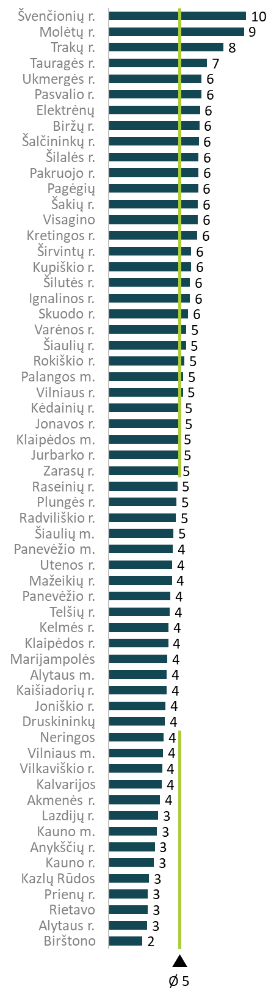 Švenčionių r. 10
Molėtų r. 9
Trakų r. 8
Tauragės r. 7
Ukmergės r. 6
Pasvalio r. 6
Elektrėnų 6
Biržų r. 6
Šalčininkų r. 6
Šilalės r. 6
Pakruojo r. 6
Pagėgių 6
Šakių r. 6
Visagino 6
Kretingos r. 6
Širvintų r. 6
Kupiškio r. 6
Šilutės r. 6
Ignalinos r. 6
Skuodo r. 6
Varėnos r. 5
Šiaulių r. 5
Rokiškio r. 5
Palangos m. 5
Vilniaus r. 5
Kėdainių r. 5
Jonavos r. 5
Klaipėdos m. 5
Jurbarko r. 5
Zarasų r. 5
Raseinių r. 5
Plungės r. 5
Radviliškio r. 5
Šiaulių m. 5
Panevėžio m. 4
Utenos r. 4
Mažeikių r. 4
Panevėžio r. 4
Telšių r. 4
Kelmės r. 4
Klaipėdos r. 4
Marijampolės 4
Alytaus m. 4
Kaišiadorių r. 4
Joniškio r. 4
Druskininkų 4
Neringos 4
Vilniaus m. 4
Vilkaviškio r. 4
Kalvarijos 4
Akmenės r. 4
Lazdijų r. 3
Kauno m. 3
Anykščių r. 3
Kauno r. 3
Kazlų Rūdos 3
Prienų r. 3
Rietavo 3
Alytaus r. 3
Birštono 2
Ø 5